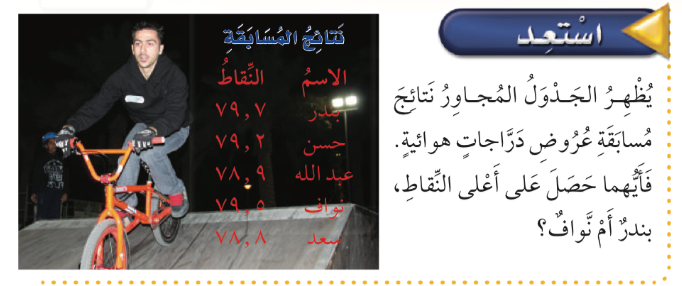 اسْتَعِد
يُظْهِرُ الجَدْوَلُ المُجاوِرُ نَتائِجَ
مُسابَقَةِ عُرُوضِ دَرَّاجاتٍ هوائيةٍ.
فَأَيُّهما حَصَلَ عَلى أَعْلى النِّقاطِ،
بندرُ أَمْ نَّوافٌ؟
نَتائِجُ المُسَابَقَةِ
الاسمُ النِّقاطُ
بندر ٧٩,٧
حسن ٧٩,٢
عبد الله ٧٨,٩
نواف ٧٩,٥
سعد ٧٨,٨